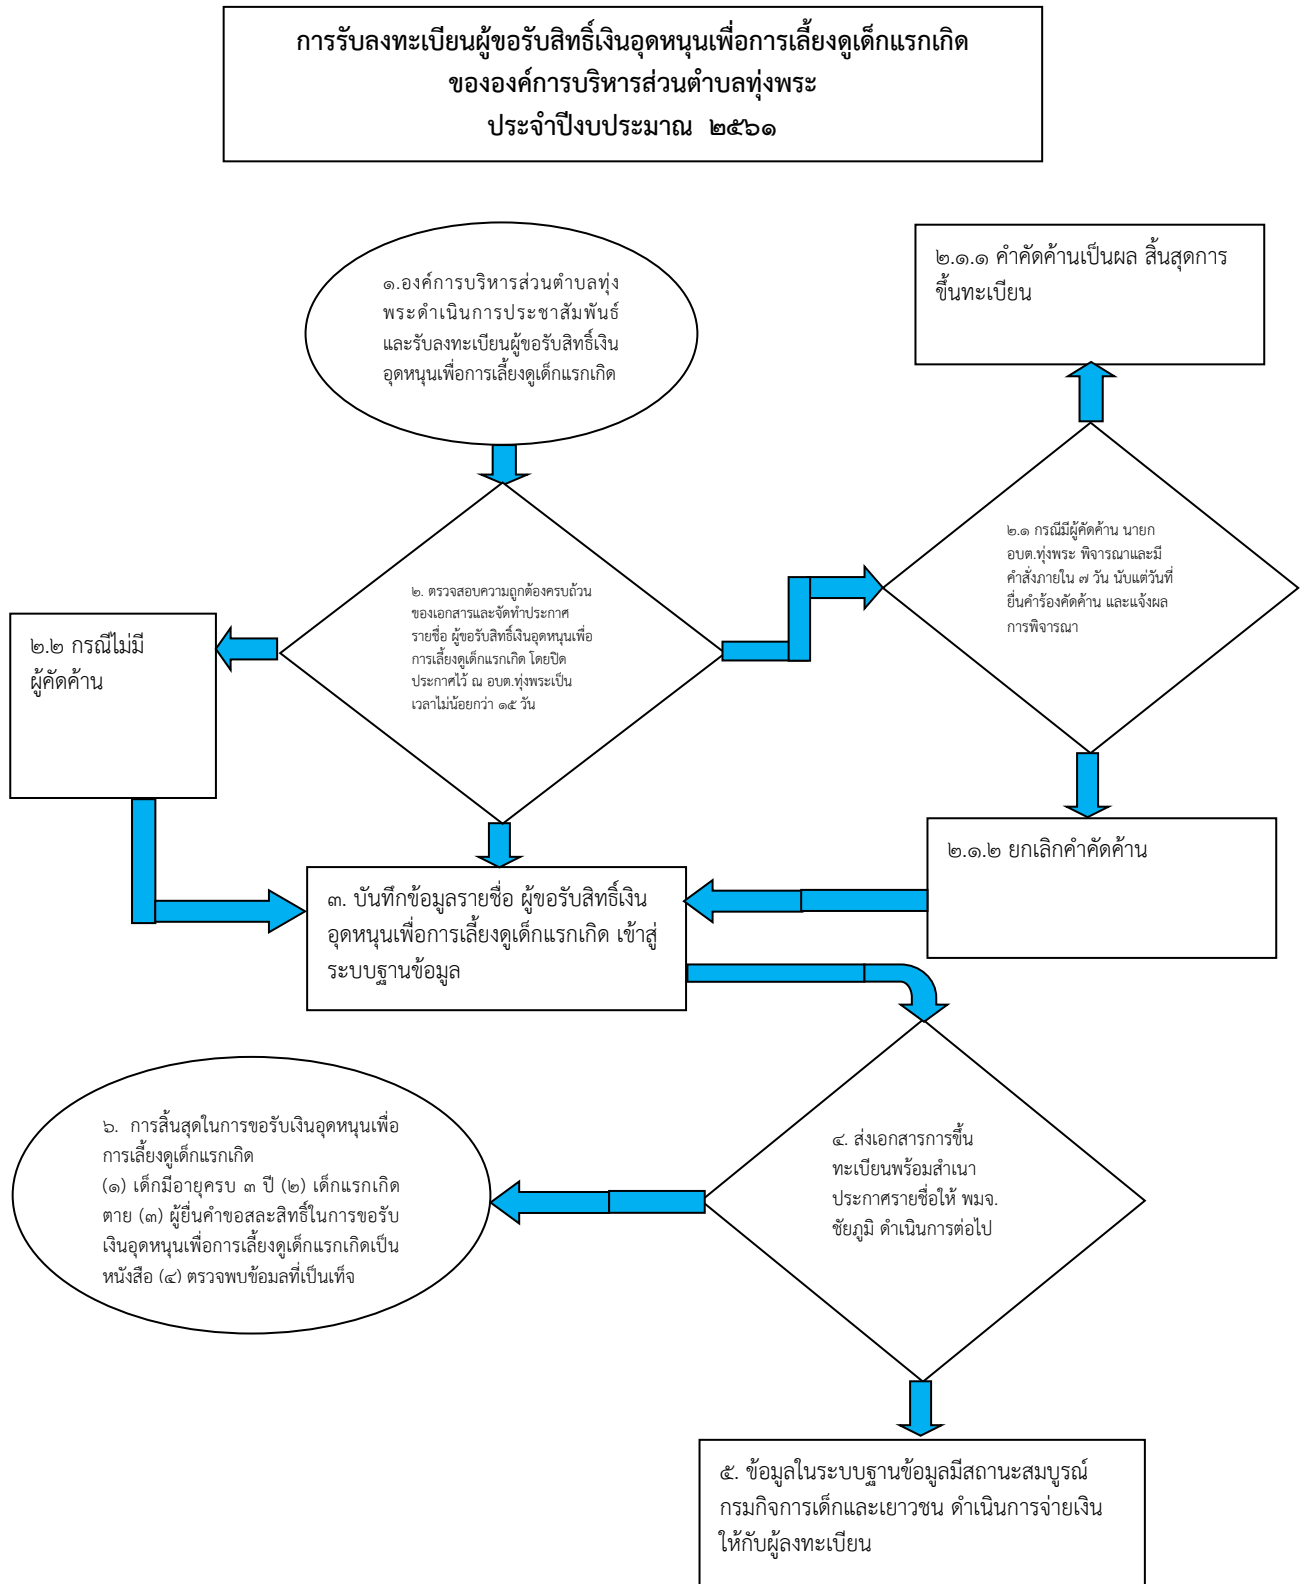 การรับลงทะเบียนผู้ขอรับสิทธิ์เงินอุดหนุนเพื่อการเลี้ยงดูเด็กแรกเกิด
ขององค์การบริหารส่วนตำบลทุ่งพระ
ประจำปีงบประมาณ ๒๕๖๑
๑.องค์การบริหารส่วนตำบลทุ่ง
พระดำเนินการประชาสัมพันธ์
และรับลงทะเบียนผู้ขอรับสิทธิ์เงิน
อุดหนุนเพื่อการเลี้ยงดูเด็กแรกเกิด
๒.๑.๑ คำคัดค้านเป็นผล สิ้นสุดการ
ขึ้นทะเบียน
๒.๑ กรณีมีผู้คัดค้าน นายก
อบต.ทุ่งพระ พิจารณาและมี
คำสั่งภายใน ๗ วัน นับแต่วันที่
ยื่นคำร้องคัดค้าน และแจ้งผล
การพิจารณา
๒. ตรวจสอบความถูกต้องครบถ้วน
ของเอกสารและจัดทำประกาศ
รายชื่อ ผู้ขอรับสิทธิ์เงินอุดหนุนเพื่อ
การเลี้ยงดูเด็กแรกเกิด โดยปิด
ประกาศไว้ ณ อบต.ทุ่งพระเป็น
เวลาไม่น้อยกว่า ๑๕ วัน
๒.๒ กรณีไม่มี
ผู้คัดค้าน
๒.๑.๒ ยกเลิกคำคัดค้าน
๓. บันทึกข้อมูลรายชื่อ ผู้ขอรับสิทธิ์เงิน
อุดหนุนเพื่อการเลี้ยงดูเด็กแรกเกิด เข้าสู่
ระบบฐานข้อมูล
๔. ส่งเอกสารการขึ้น
ทะเบียนพร้อมสำเนา
ประกาศรายชื่อให้ พมจ.
ชัยภูมิ ดำเนินการต่อไป
๖. การสิ้นสุดในการขอรับเงินอุดหนุนเพื่อ
การเลี้ยงดูเด็กแรกเกิด
(๑) เด็กมีอายุครบ ๓ ปี (๒) เด็กแรกเกิด
ตาย (๓) ผู้ยื่นคำขอสละสิทธิ์ในการขอรับ
เงินอุดหนุนเพื่อการเลี้ยงดูเด็กแรกเกิดเป็น
หนังสือ (๔) ตรวจพบข้อมลที่เป็นเท็จ
๕. ข้อมูลในระบบฐานข้อมูลมีสถานะสมบูรณ์
กรมกิจการเด็กและเยาวชน ดำเนินการจ่ายเงิน
ให้กับผู้ลงทะเบียน